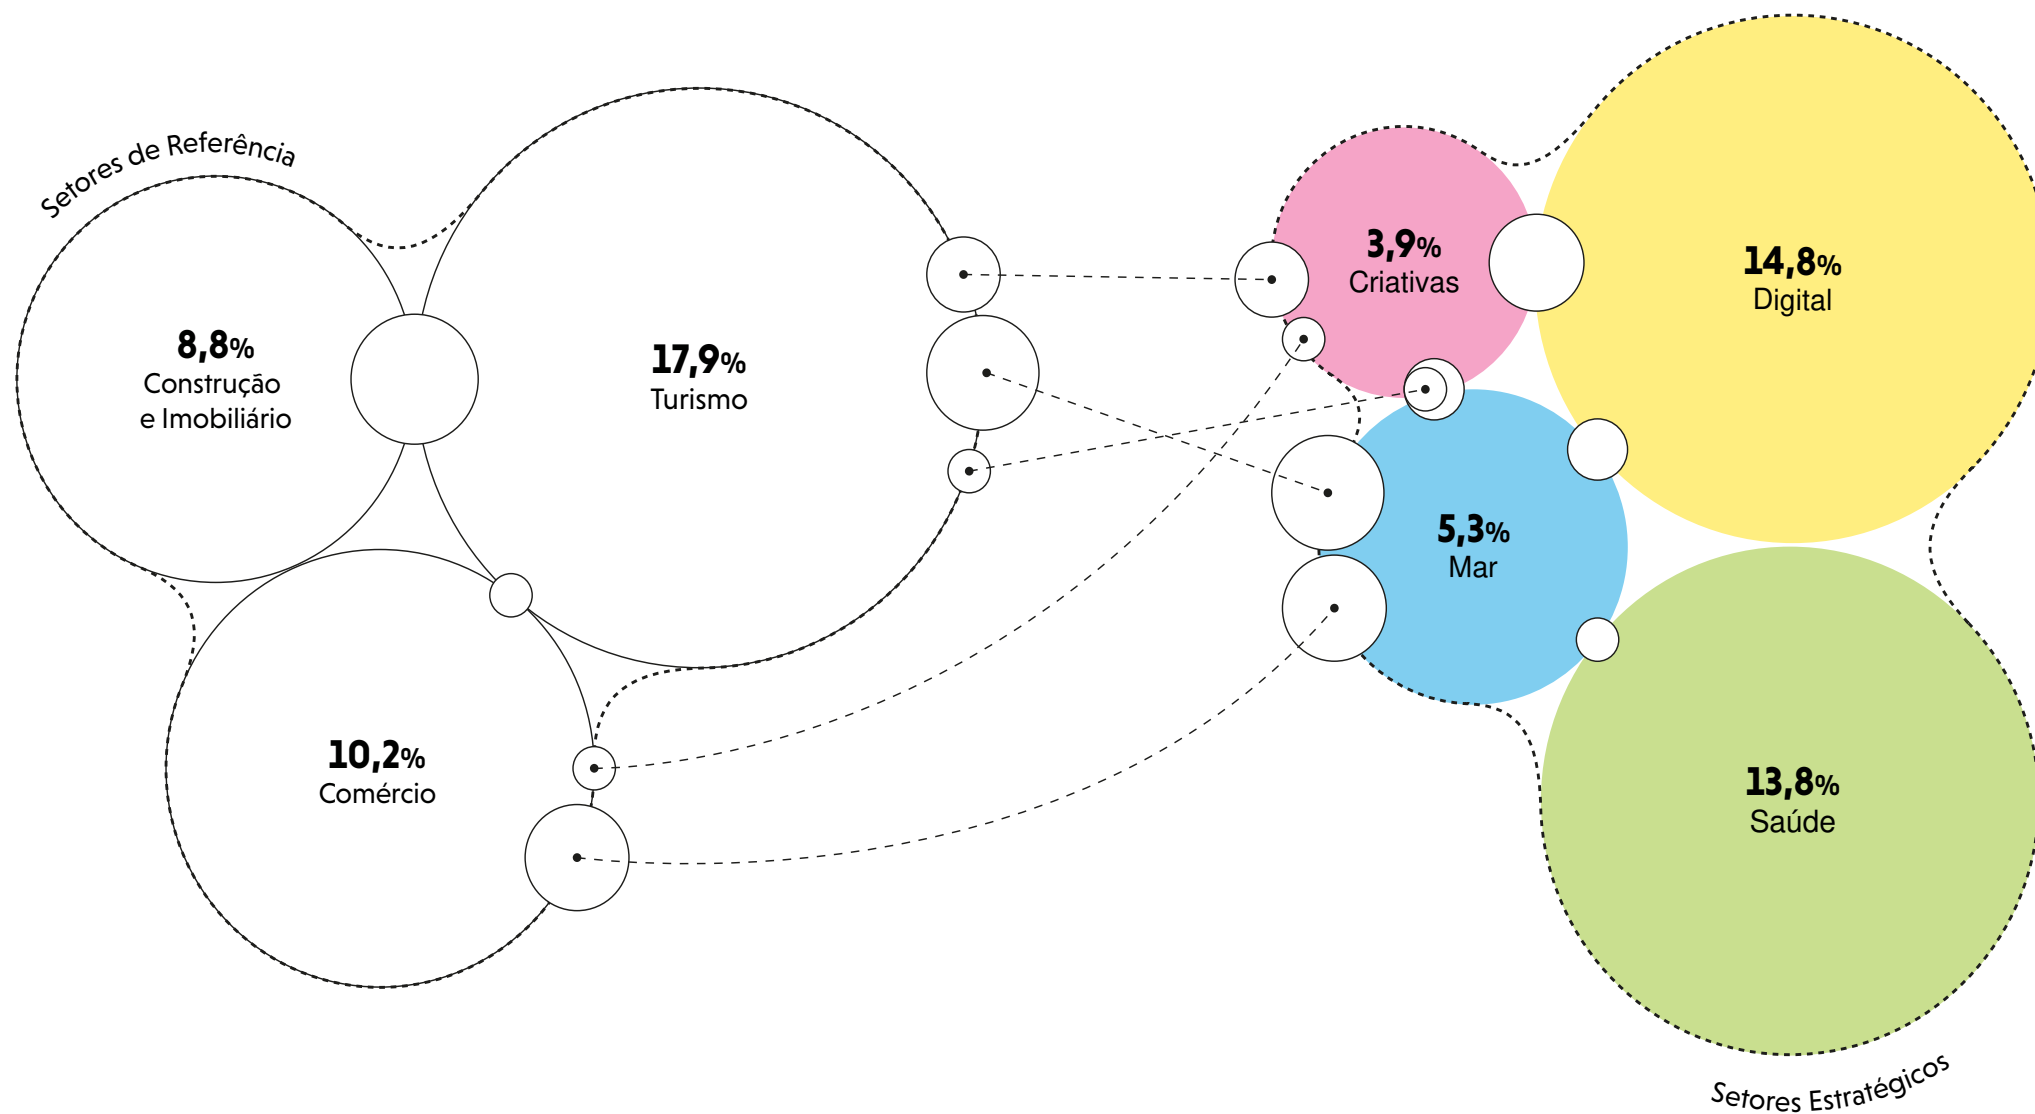 Setores de Referência
8,8%
Construção
e Imobiliário
17,9%
Turismo
10,2%
Comércio
3,9%
Criativas
14,8%
Digital
5,3%
Mar
13,8%
Saúde
Setores Estratégicos